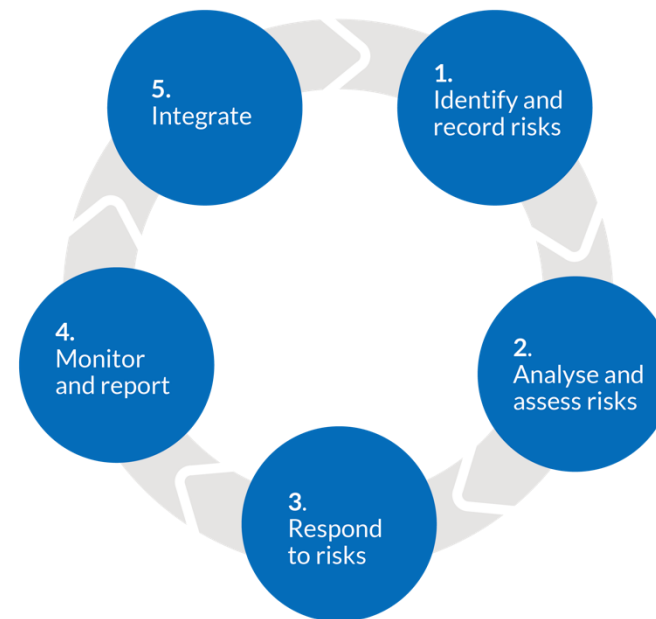 1.
Identify and
record risks
2.
Analyse and
assess risks
3.
Respond
to risks
4.
Monitor
and report
5.
Integrate